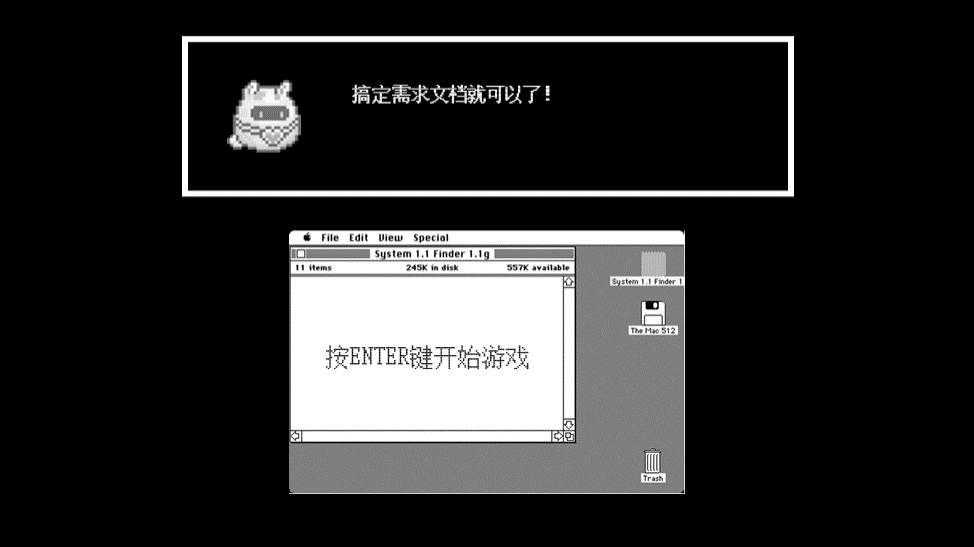 搞定需求文档就可以了！
File Edit View Special
System 1.1 Finder 1.1g
11 items 245K in disk 557K available
System 1.1 Finder 1
The Mac 512
按ENTER键开始游戏
Trash